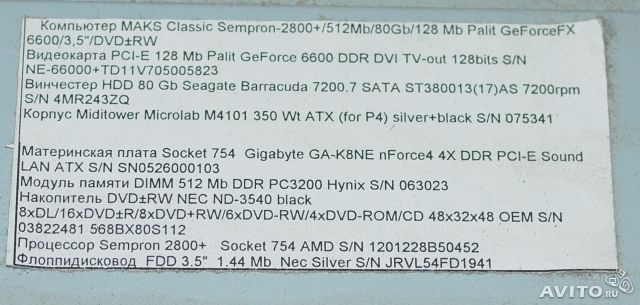 Компьютер MAKS Classic Sempron-2800+/512Mb/80Gb/128 Mb Palit GeForceFX
6600/3,5"/DVD±RW
Видеокарта PCI-E 128 Mb Palit GeForce 6600 DDR DVI TV-out 128bits S/N
NE-66000+TD11V705005823
Винчестер HDD 80 Gb Seagate Barracuda 7200.7 SATA ST380013(17)AS 7200rpm
S/N 4MR243ZQ
Корпус Miditower Microlab M4101 350 Wt ATX (for P4) silver+black S/N 075341
Материнская плата Socket 754 Gigabyte GA-K8NE nForce4 4X DDR PCI-E Sound
LAN ATX S/N SN0526000103
Модуль памяти DIMM 512 Mb DDR PC3200 Hynix S/N 063023
Накопитель DVD±RW NEC ND-3540 black
8xDL/16xDVD±R/8xDVD+RW/6xDVD-RW/4xDVD-ROM/CD 48x32x48 OEM S/N
03822481 568BX80S112
Процессор Sempron 2800+ Socket 754 AMD S/N 1201228B50452
Флоппидисковод FDD 3.5" 1.44 Mb Nec Silver S/N JRVL54FD1941
AVITO.ru